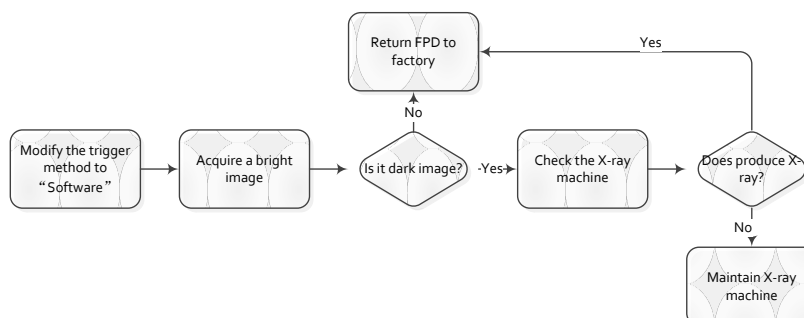 Return FPD to
factory
Yes
No
Modify the trigger
method to
“Software”
Acquire a bright
image
Is it dark image?
Yes
Check the X-ray
machine
Does produce X-
ray?
No
Maintain X-ray
machine